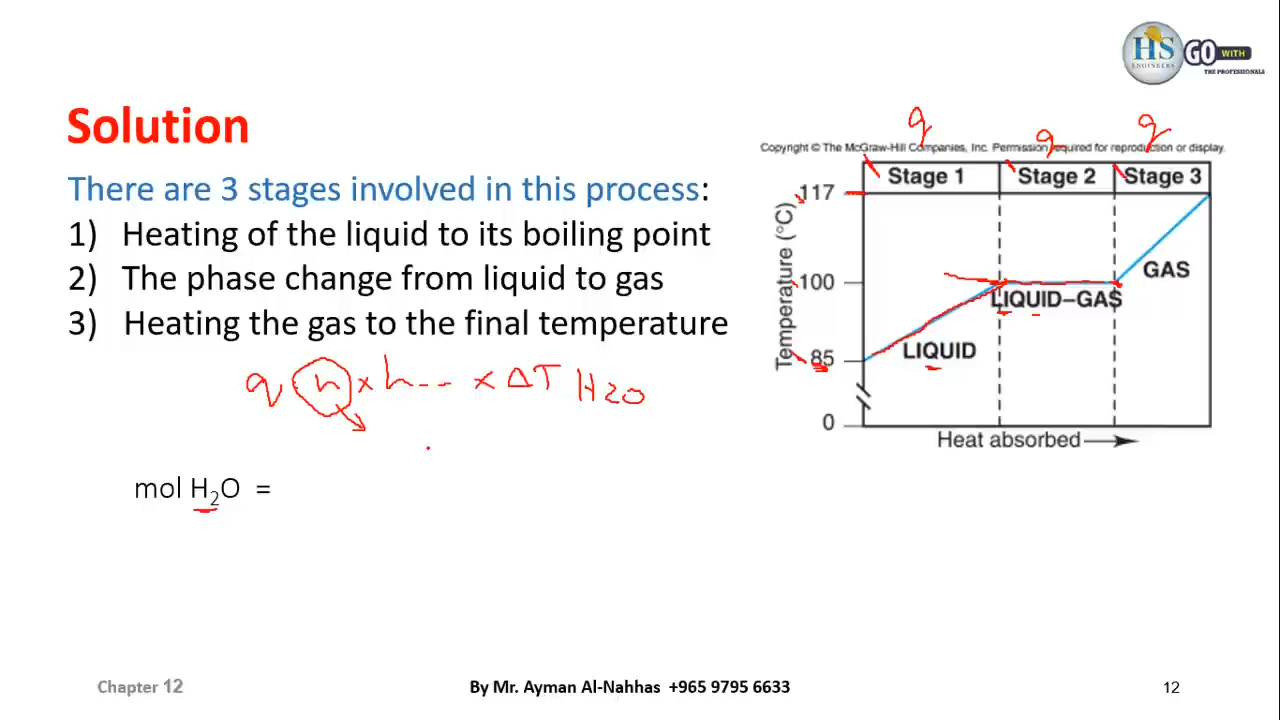 HS
ENGINEERS
GO WITH
THE PROFESSIONALS
Solution
There are 3 stages involved in this process:
1) Heating of the liquid to its boiling point
2) The phase change from liquid to gas
3) Heating the gas to the final temperature
q n × h-- × ΔT H2O
mol H₂O =
q q q
Copyright © The McGraw-Hill Companies, Inc. Permission required for reproduction or display.
Stage 1 Stage 2 Stage 3
117
100
85
0
Temperature (°C)
GAS
LIQUID–GAS
LIQUID
Heat absorbed
Chapter 12
By Mr. Ayman Al-Nahhas +965 9795 6633
12